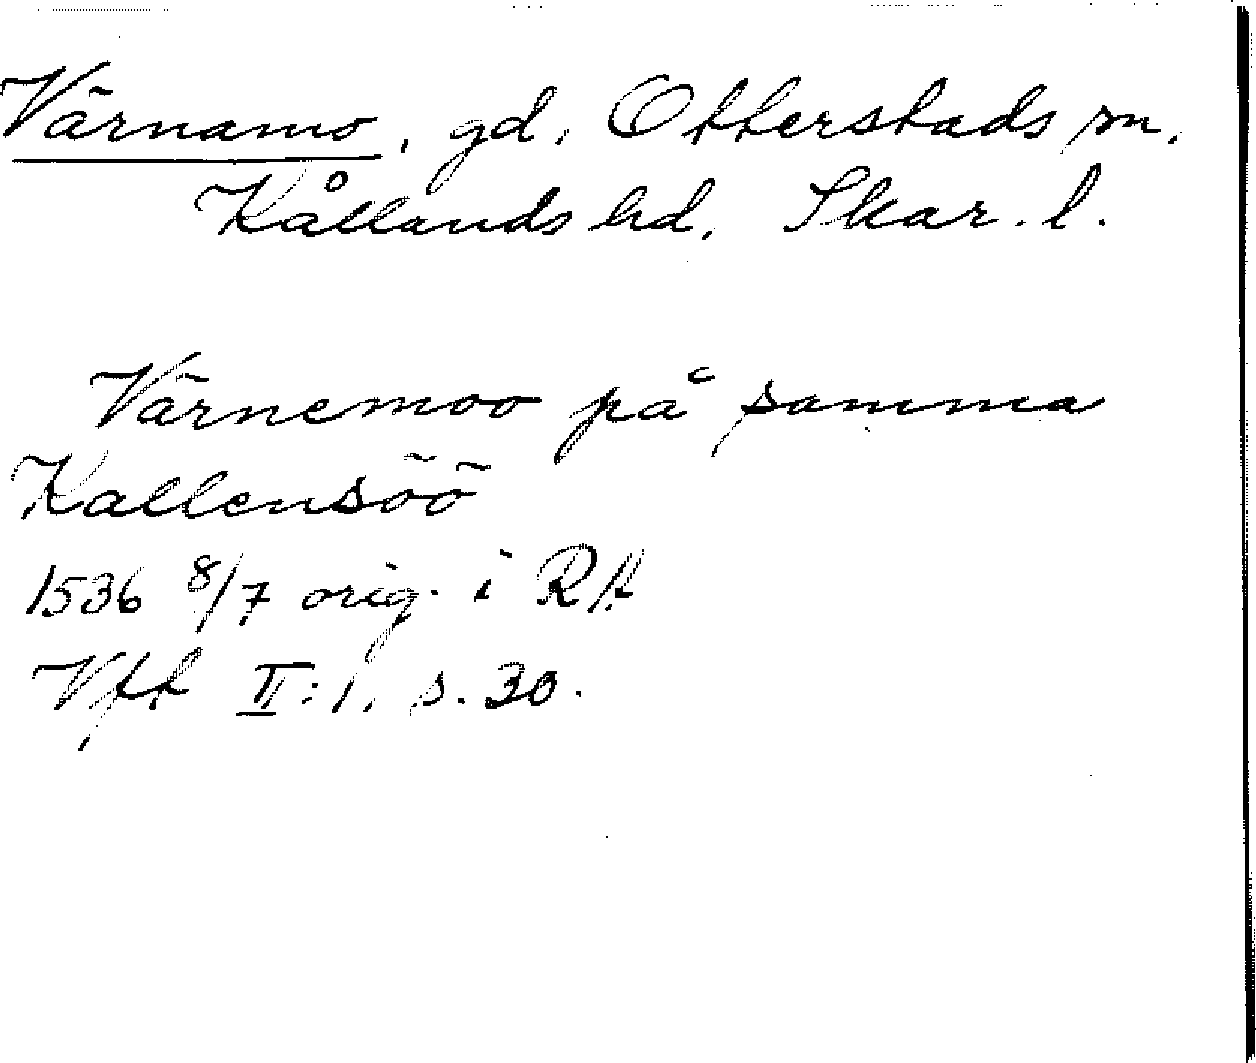 Värnamo, gd, Otterstads sn,
Kållands hd, Skar. l.
Värnemoo på samma
Kallensöö
1536 8/7 orig. i RA
Vff II:1, s. 30.